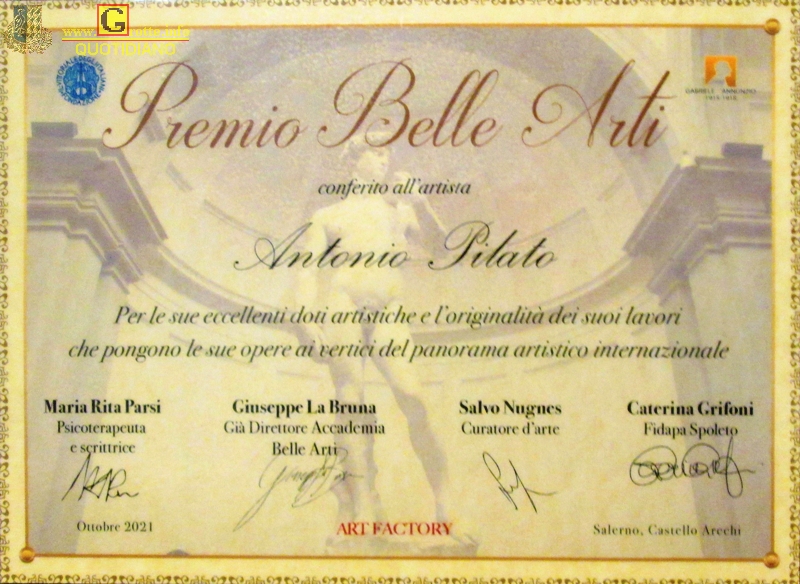 QUOTIDIANO
Premio Belle Arti
conferito all'artista
Antonio Pilato
Per le sue eccellenti doti artistiche e l'originalità dei suoi lavori
che pongono le sue opere ai vertici del panorama artistico internazionale
Maria Rita Parsi
Psicoterapeuta
e scrittrice
Giuseppe La Bruna
Già Direttore Accademia
Belle Arti
Salvo Nugnes
Curatore d'arte
Caterina Grifoni
Fidapa Spoleto
Ottobre 2021
ART FACTORY
Salerno, Castello Arechi